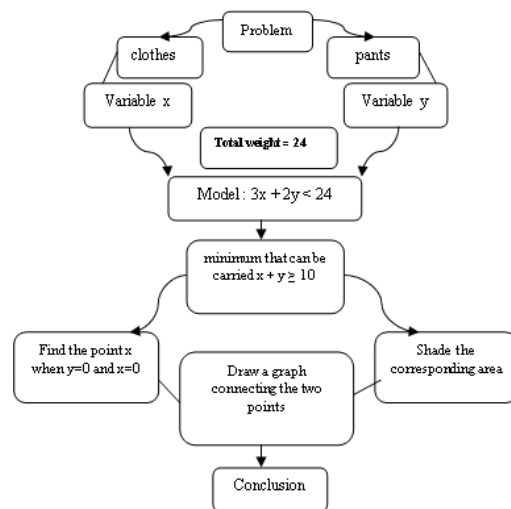 Problem
clothes
pants
Variable x
Variable y
Total weight = 24
Model : 3x + 2y < 24
minimum that can be
carried x + y ≥ 10
Find the point x
when y=0 and x=0
Draw a graph
connecting the two
points
Shade the
corresponding area
Conclusion